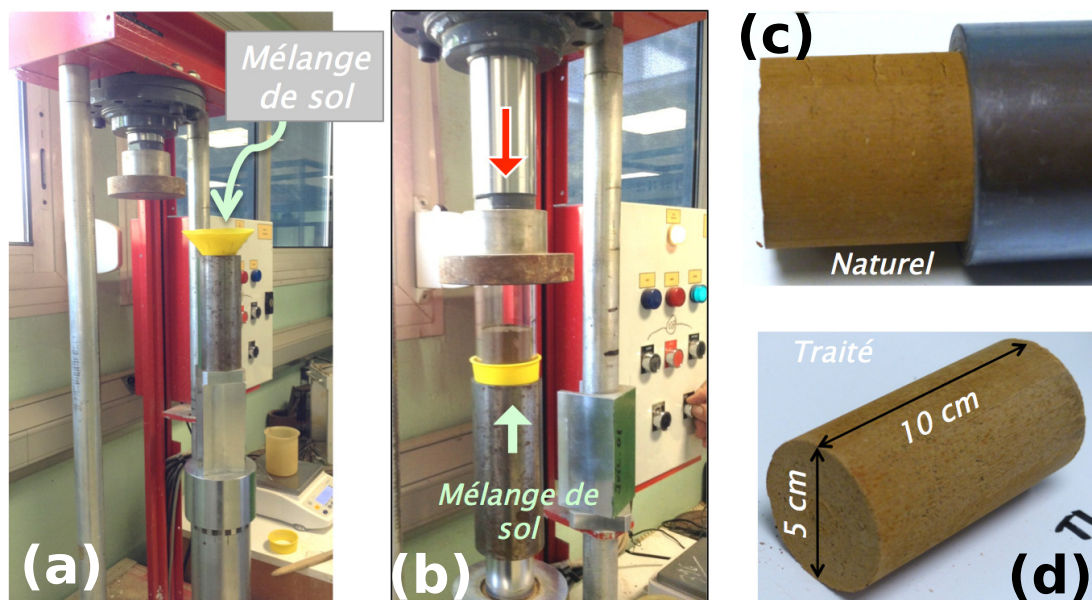 Mélange
de sol
(a)
Mélange de
sol
(b)
(c)
Naturel
Traité
10 cm
5 cm
(d)